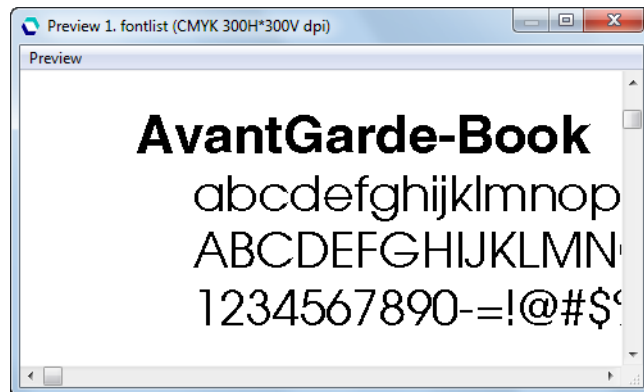 Preview 1. fontlist (CMYK 300H*300V dpi)
Preview
AvantGarde-Book
abcdefghijklmnop
ABCDEFGHIJKLMN
1234567890-=!@#$